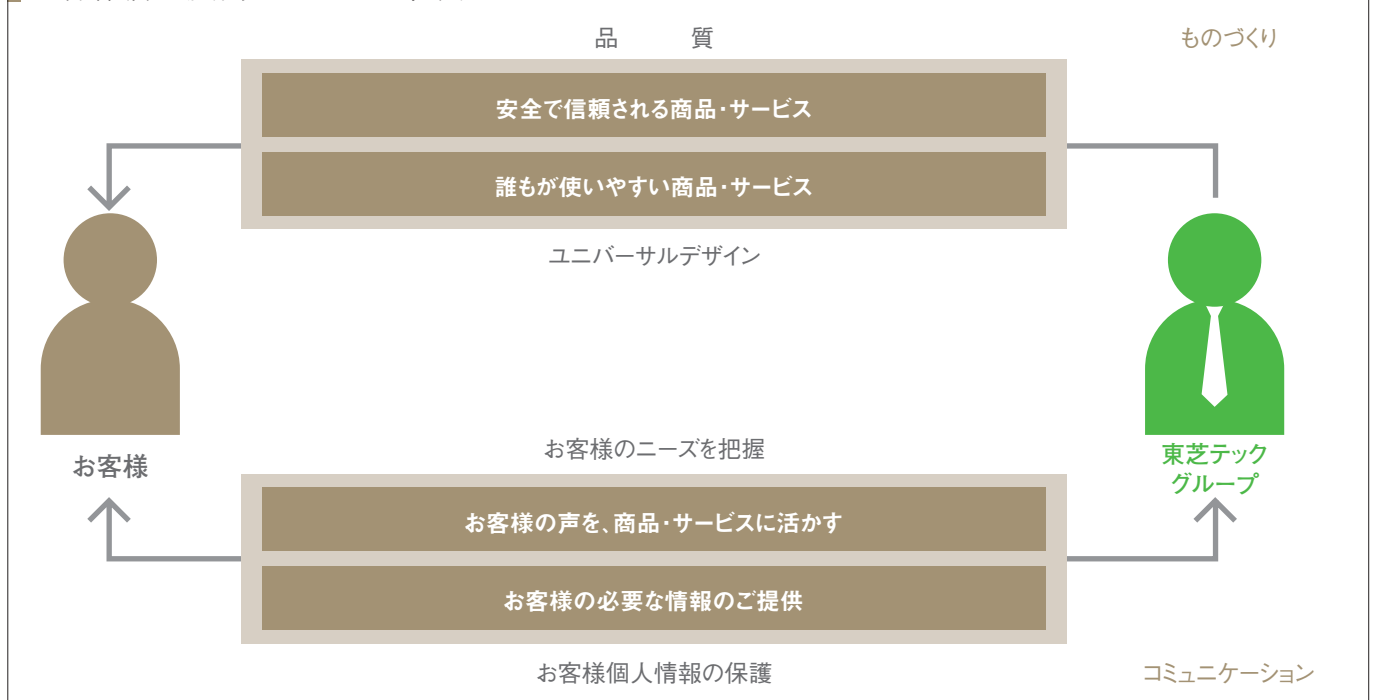 品　質
ものづくり
安全で信頼される商品・サービス
誰もが使いやすい商品・サービス
ユニバーサルデザイン
お客様のニーズを把握
お客様
東芝テック
グループ
お客様の声を、商品・サービスに活かす
お客様の必要な情報のご提供
お客様個人情報の保護
コミュニケーション